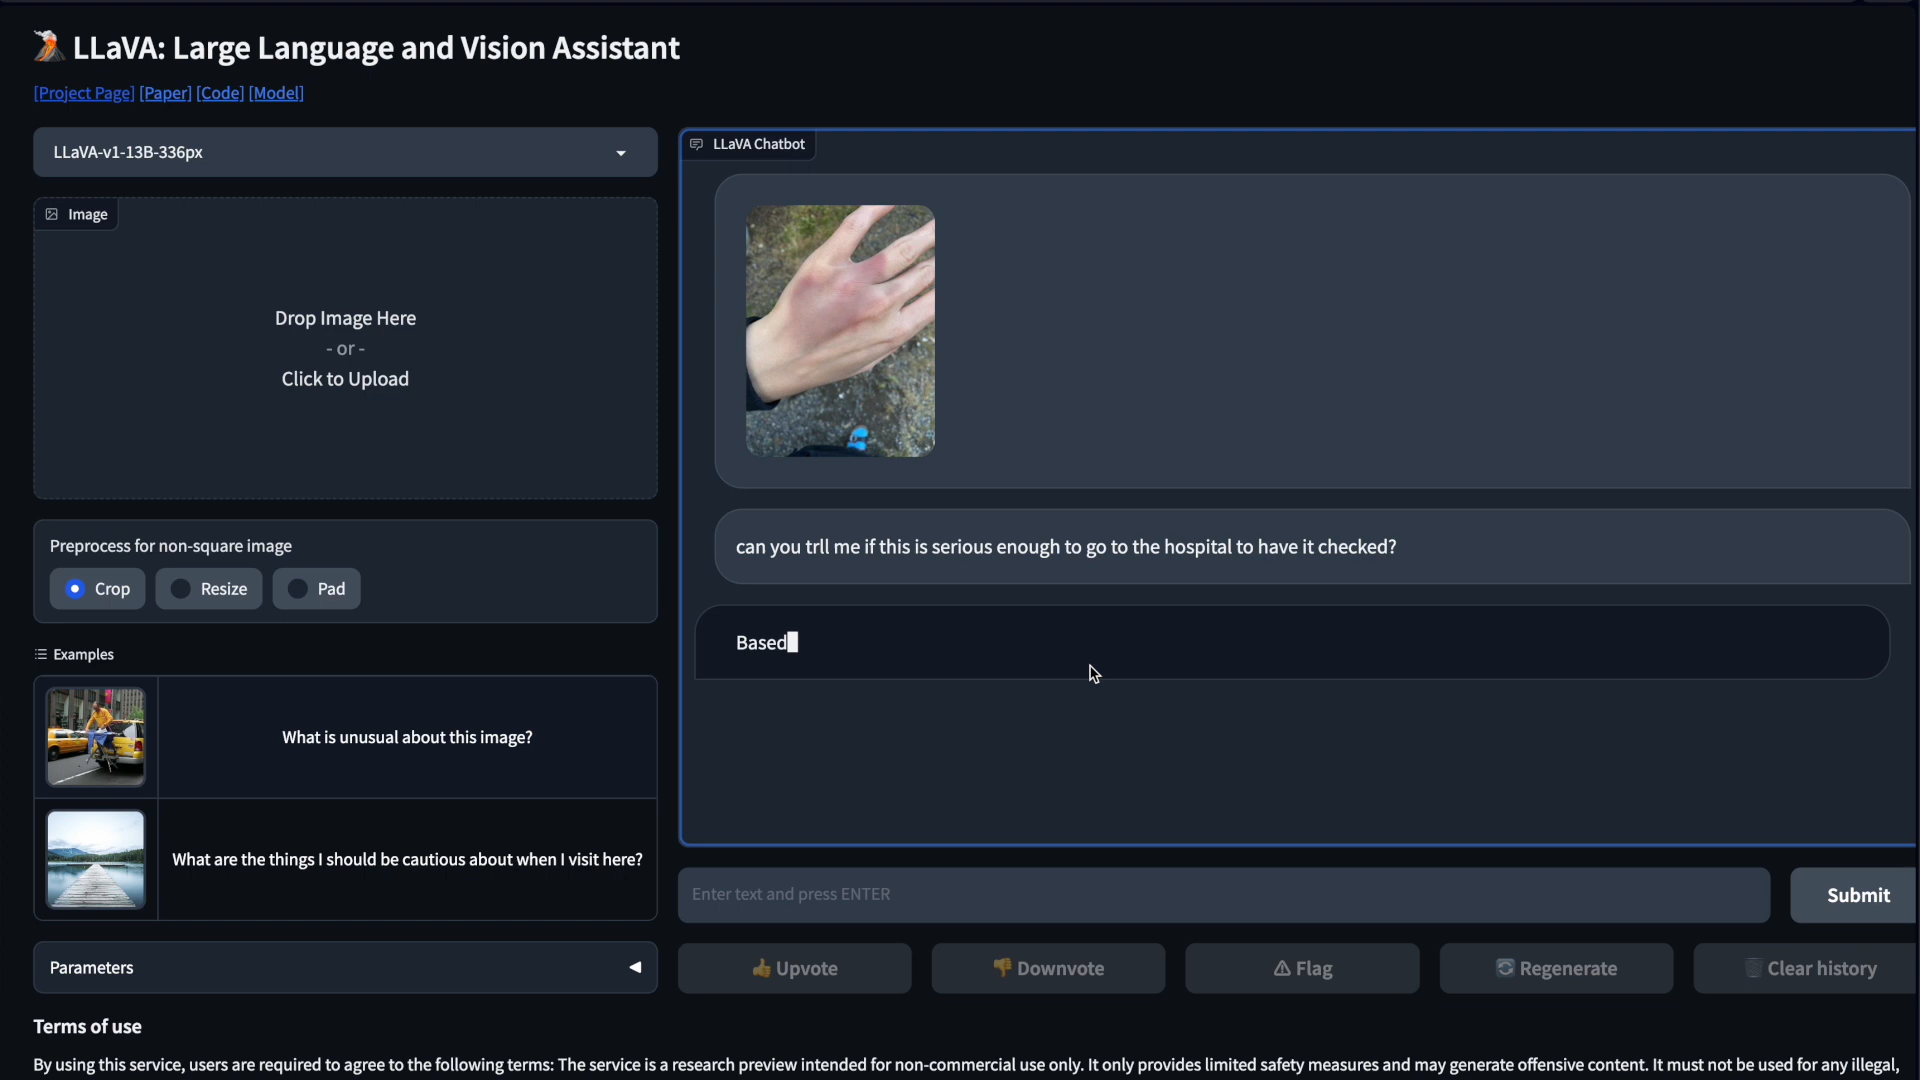 LLaVA: Large Language and Vision Assistant
[Project Page] [Paper] [Code] [Model]
LLaVA-v1-13B-336px
Image
Drop Image Here
- or -
Click to Upload
Preprocess for non-square image
Crop
Resize
Pad
Examples
What is unusual about this image?
What are the things I should be cautious about when I visit here?
Parameters
LLaVA Chatbot
can you trll me if this is serious enough to go to the hospital to have it checked?
Based
Enter text and press ENTER
Submit
Upvote
Downvote
Flag
Regenerate
Clear history
Terms of use
By using this service, users are required to agree to the following terms: The service is a research preview intended for non-commercial use only. It only provides limited safety measures and may generate offensive content. It must not be used for any illegal,